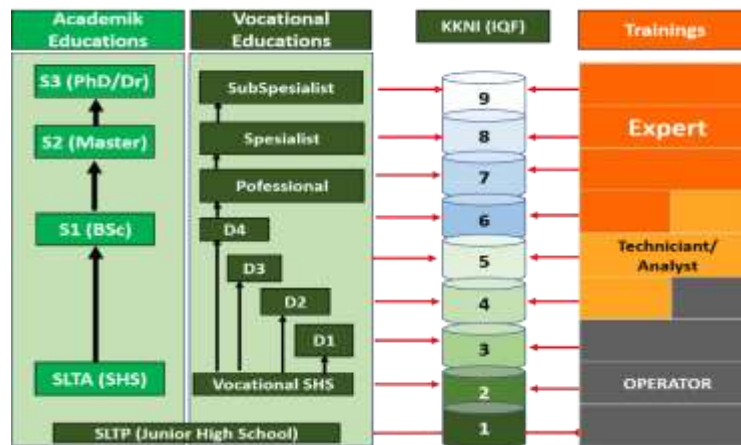 Academik
Educations
Vocational
Educations
KKNI (IQF)
Trainings
S3 (PhD/Dr)
S2 (Master)
S1 (BSc)
SLTA (SHS)
SubSpesialist
Spesialist
Pofessional
D4
D3
D2
D1
Vocational SHS
SLTP (Junior High School)
9
8
7
6
5
4
3
2
1
Expert
Techniciant/
Analyst
OPERATOR